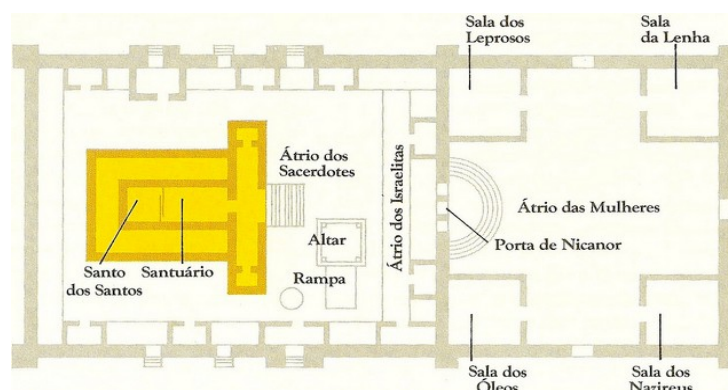 Sala dos
Leprosos
Sala
da Lenha
Átrio dos
Sacerdotes
Átrio dos Israelitas
Átrio das Mulheres
Altar
Porta de Nicanor
Santo
dos Santos
Santuário
Rampa
Sala dos
Óleos
Sala dos
Nazireus